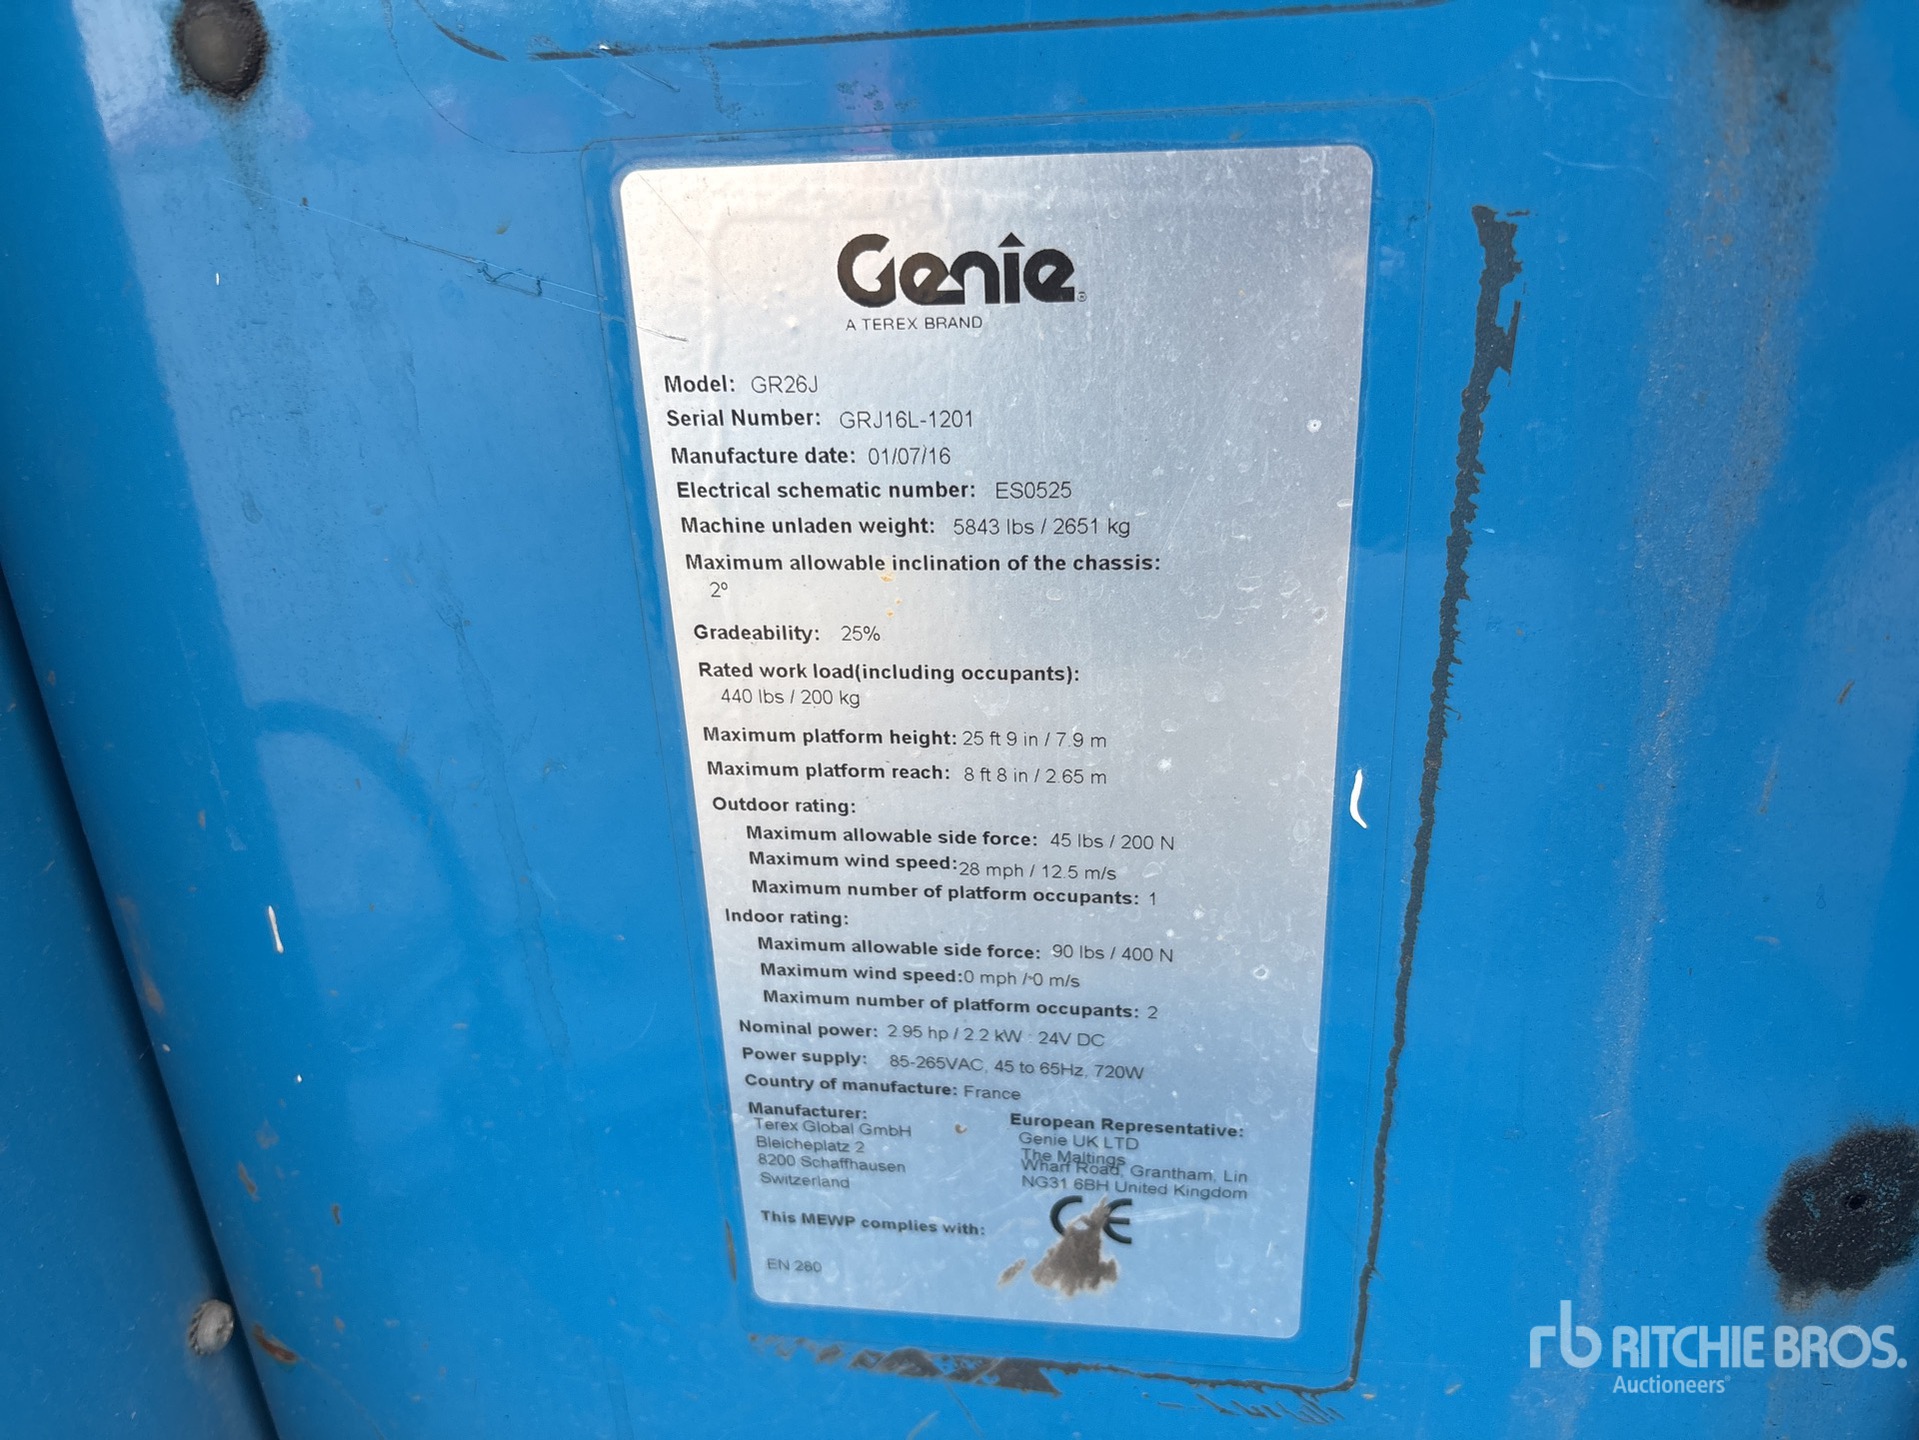 Genie®
A TEREX BRAND
Model: GR26J
Serial Number: GRJ16L-1201
Manufacture date: 01/07/16
Electrical schematic number: ES0525
Machine unladen weight: 5843 lbs / 2651 kg
Maximum allowable inclination of the chassis:
2º
Gradeability: 25%
Rated work load(including occupants):
440 lbs / 200 kg
Maximum platform height: 25 ft 9 in / 7.9 m
Maximum platform reach: 8 ft 8 in / 2.65 m
Outdoor rating:
Maximum allowable side force: 45 lbs / 200 N
Maximum wind speed: 28 mph / 12.5 m/s
Maximum number of platform occupants: 1
Indoor rating:
Maximum allowable side force: 90 lbs / 400 N
Maximum wind speed:0 mph / 0 m/s
Maximum number of platform occupants: 2
Nominal power: 2.95 hp / 2.2 kW 24V DC
Power supply: 85-265VAC, 45 to 65Hz, 720W
Country of manufacture: France
Manufacturer:
Terex Global GmbH
Bleicheplatz 2
8200 Schaffhausen
Switzerland
European Representative:
Genie UK LTD
The Maltings
Wharf Road, Grantham, Lin
NG31 6BH United Kingdom
This MEWP complies with:
CE
EN 280
rb RITCHIE BROS.
Auctioneers